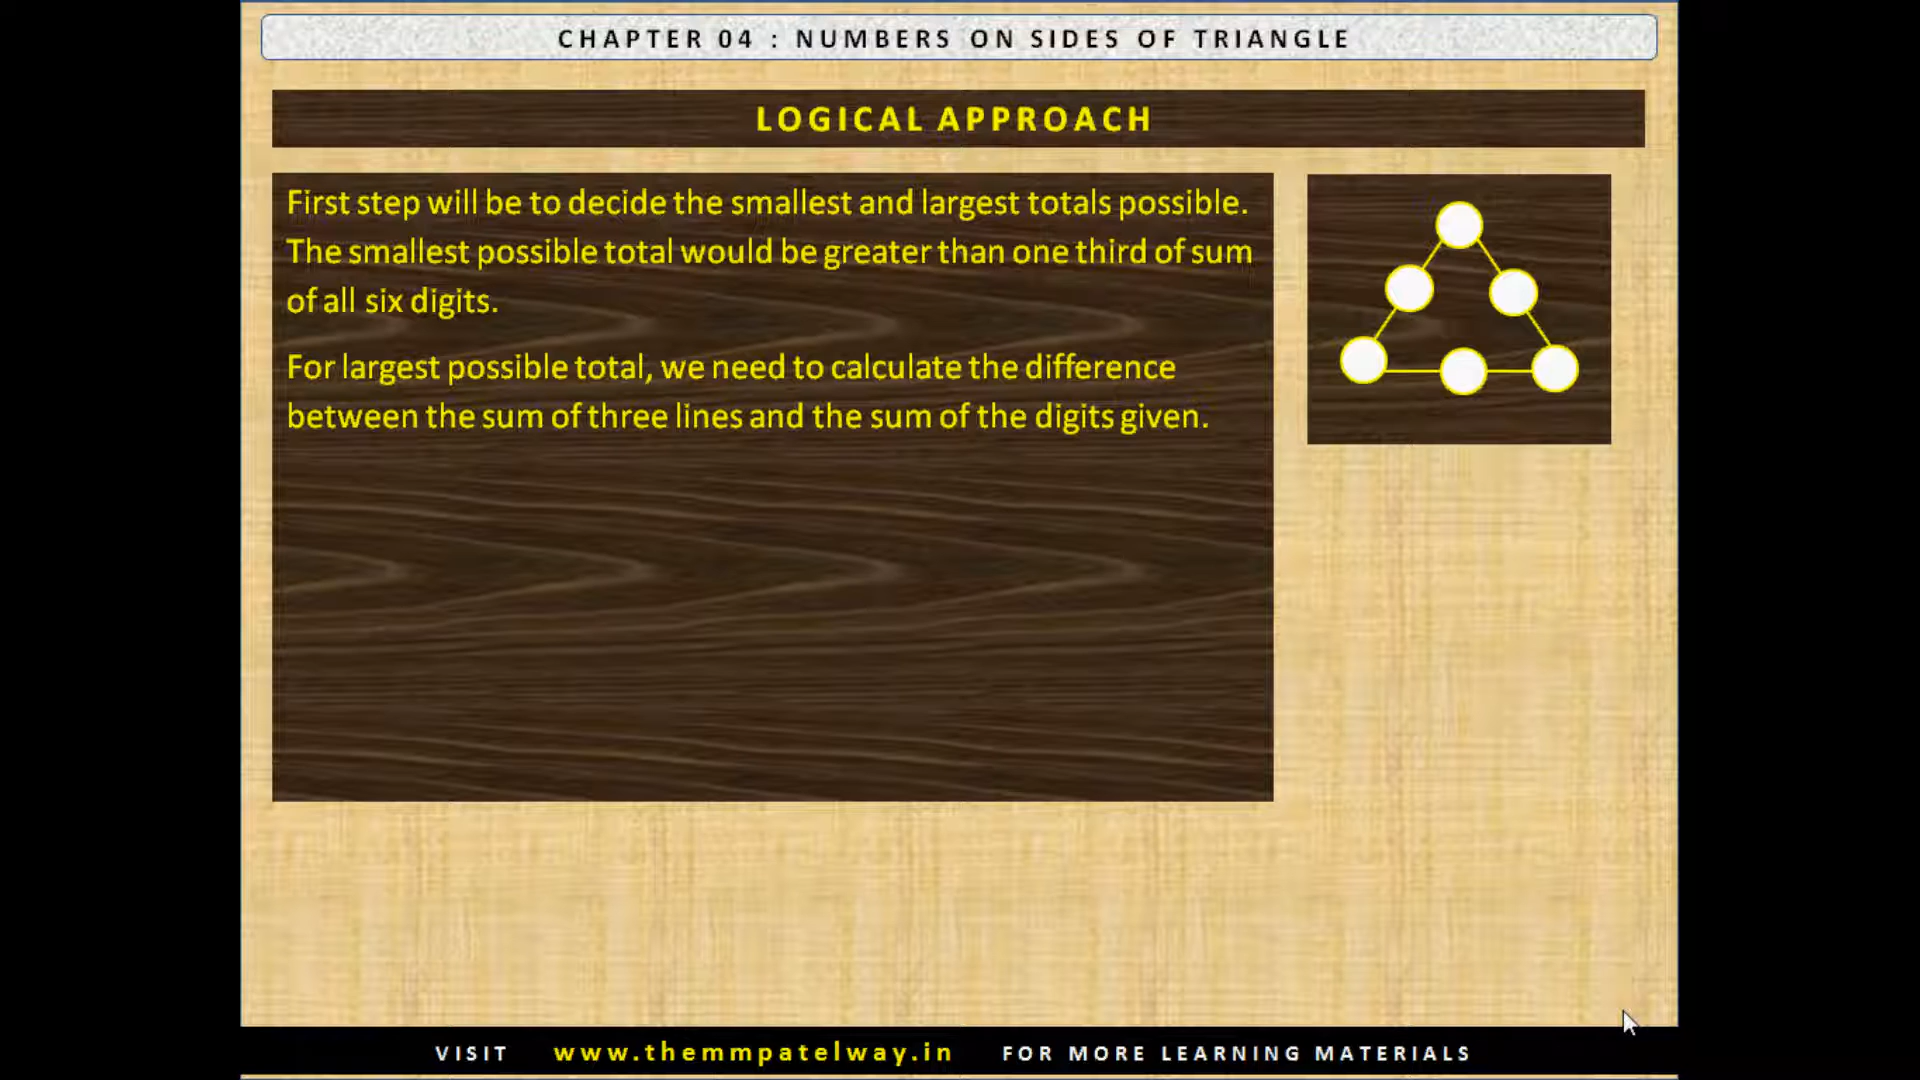 CHAPTER 04 : NUMBERS ON SIDES OF TRIANGLE
LOGICAL APPROACH
First step will be to decide the smallest and largest totals possible.
The smallest possible total would be greater than one third of sum
of all six digits.
For largest possible total, we need to calculate the difference
between the sum of three lines and the sum of the digits given.
VISIT www.themmpatelway.in FOR MORE LEARNING MATERIALS